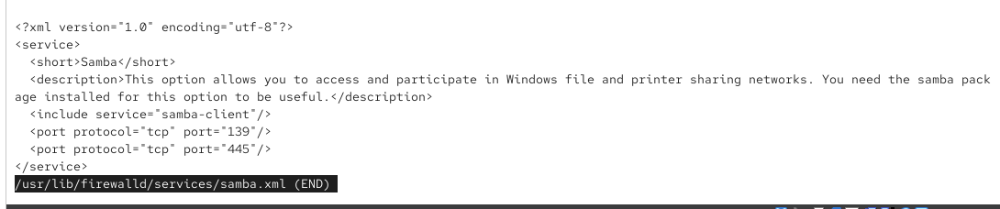 <?xml version="1.0" encoding="utf-8"?>
<service>
  <short>Samba</short>
  <description>This option allows you to access and participate in Windows file and printer sharing networks. You need the samba pack
age installed for this option to be useful.</description>
  <include service="samba-client"/>
  <port protocol="tcp" port="139"/>
  <port protocol="tcp" port="445"/>
</service>
/usr/lib/firewalld/services/samba.xml (END)